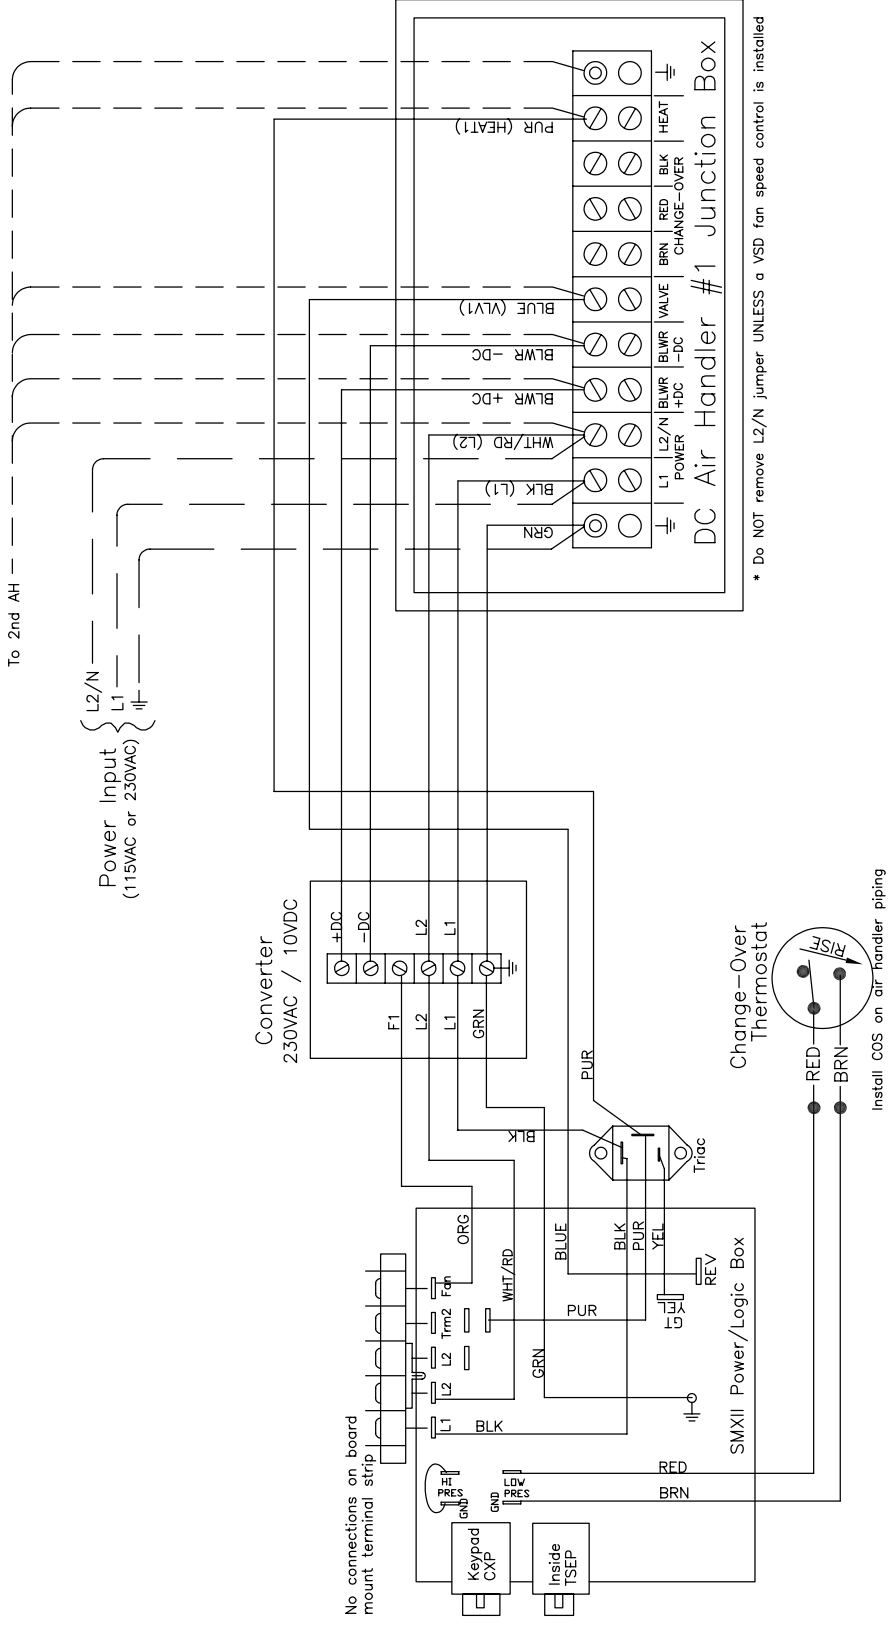 To 2nd AH
Power Input
(115VAC or 230VAC)
L2/N
L1
PUR (HEAT1)
BLUE (VLV1)
BLWR -DC
BLWR +DC
WHT/RD (L2)
BLK (L1)
GRN
L1
L2/N
POWER
BLWR
+DC
BLWR
-DC
VALVE
BRN
RED
BLK
CHANGE-OVER
HEAT
DC Air Handler #1 Junction Box
* Do NOT remove L2/N jumper UNLESS a VSD fan speed control is installed
Converter
230VAC / 10VDC
+DC
-DC
L2
L1
F1
L2
L1
GRN
PUR
BLK
Triac
Change-Over
Thermostat
RISE
RED
BRN
Install COS on air handler piping
No connections on board
mount terminal strip
L1
L2
L2
Trm2
Fan
ORG
WHT/RD
GRN
BLUE
BLK
PUR
YEL
PUR
BLK
GT
YEL
REV
SMXII Power/Logic Box
HI
PRES
GND
LOW
PRES
GND
RED
BRN
Keypad
CXP
Inside
TSEP